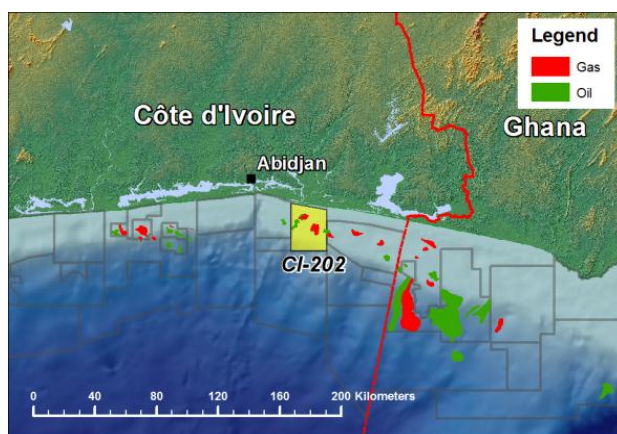 Legend
Gas
Oil
Côte d'Ivoire
Ghana
Abidjan
CI-202
0 40 80 120 160 200 Kilometers